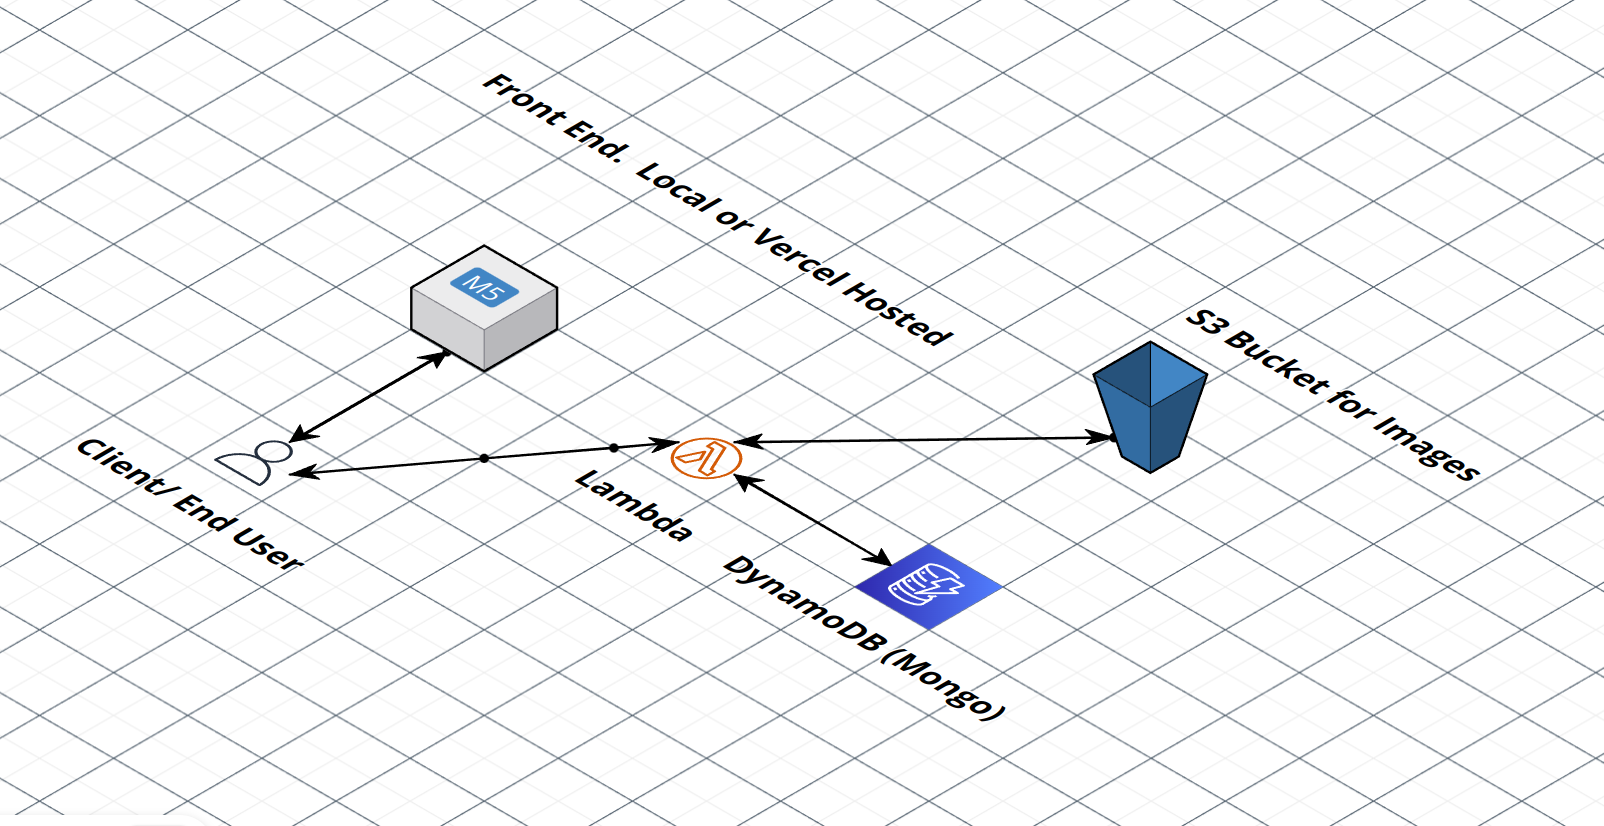 Front End.  Local or Vercel Hosted
M5
S3 Bucket for Images
Client/ End User
Lambda
DynamoDB (Mongo)